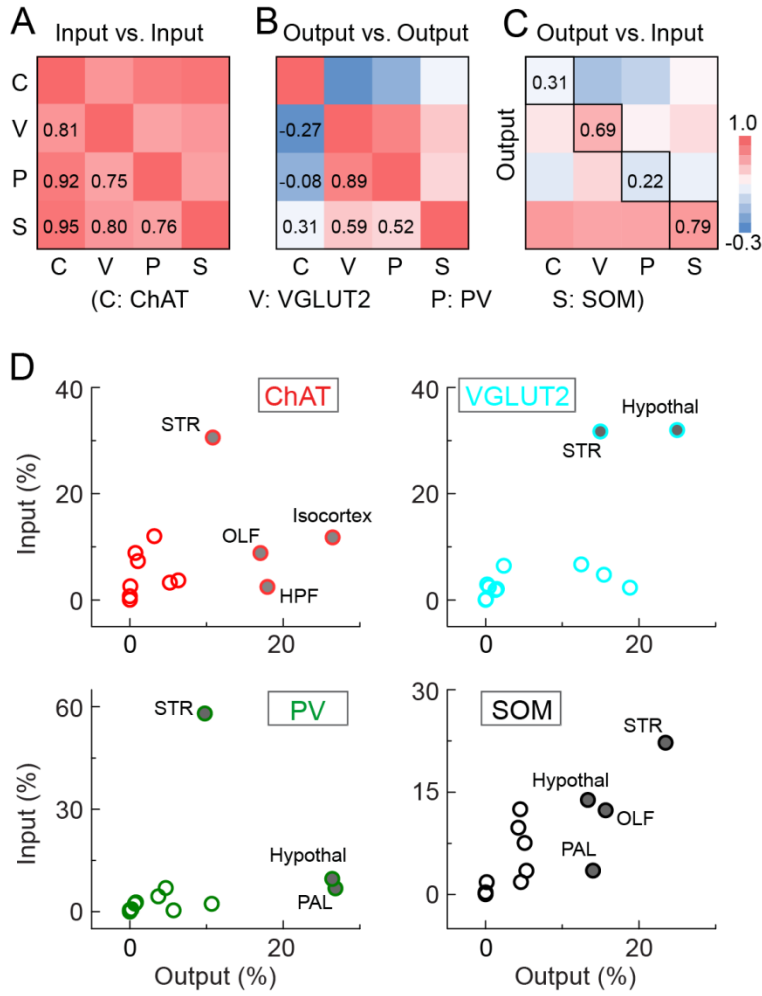 A Input vs. Input
B Output vs. Output
C Output vs. Input
C
V 0.81
P 0.92 0.75
S 0.95 0.80 0.76
C V P S
-0.27
-0.08 0.89
0.31 0.59 0.52
C V P S
Output
0.31
0.69
0.22
0.79
C V P S
1.0
-0.3
(C: ChAT V: VGLUT2 P: PV S: SOM)
D
ChAT
40
20
0
Input (%)
STR
OLF
Isocortex
HPF
0 20
VGLUT2
40
20
0
Hypothal
STR
0 20
PV
60
30
0
Input (%)
STR
Hypothal
PAL
0 20
Output (%)
SOM
30
15
0
STR
Hypothal
OLF
PAL
0 20
Output (%)